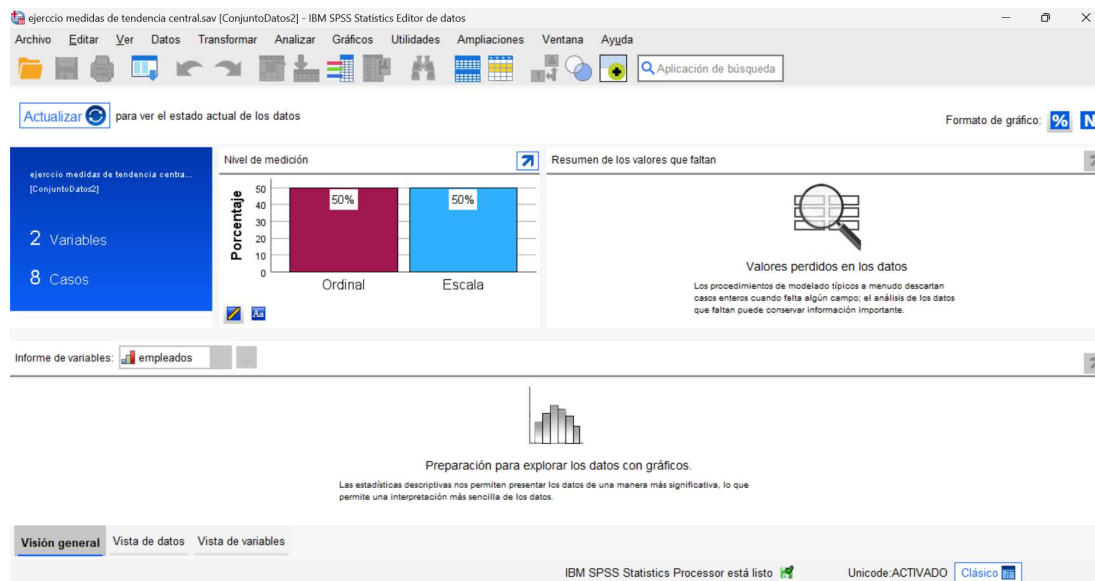 ejerccio medidas de tendencia central.sav [ConjuntoDatos2] - IBM SPSS Statistics Editor de datos
Archivo Editar Ver Datos Transformar Analizar Gráficos Utilidades Ampliaciones Ventana Ayuda
Aplicación de búsqueda
Actualizar para ver el estado actual de los datos
Formato de gráfico: % N
ejerccio medidas de tendencia centra...
[ConjuntoDatos2]
2 Variables
8 Casos
Nivel de medición
Porcentaje
50
40
30
20
10
0
50%
50%
Ordinal Escala
Aa
Resumen de los valores que faltan
Valores perdidos en los datos
Los procedimientos de modelado típicos a menudo descartan
casos enteros cuando falta algún campo; el análisis de los datos
que faltan puede conservar información importante.
Informe de variables: empleados ...
Preparación para explorar los datos con gráficos.
Las estadísticas descriptivas nos permiten presentar los datos de una manera más significativa, lo que
permite una interpretación más sencilla de los datos.
Visión general Vista de datos Vista de variables
IBM SPSS Statistics Processor está listo Unicode:ACTIVADO Clásico